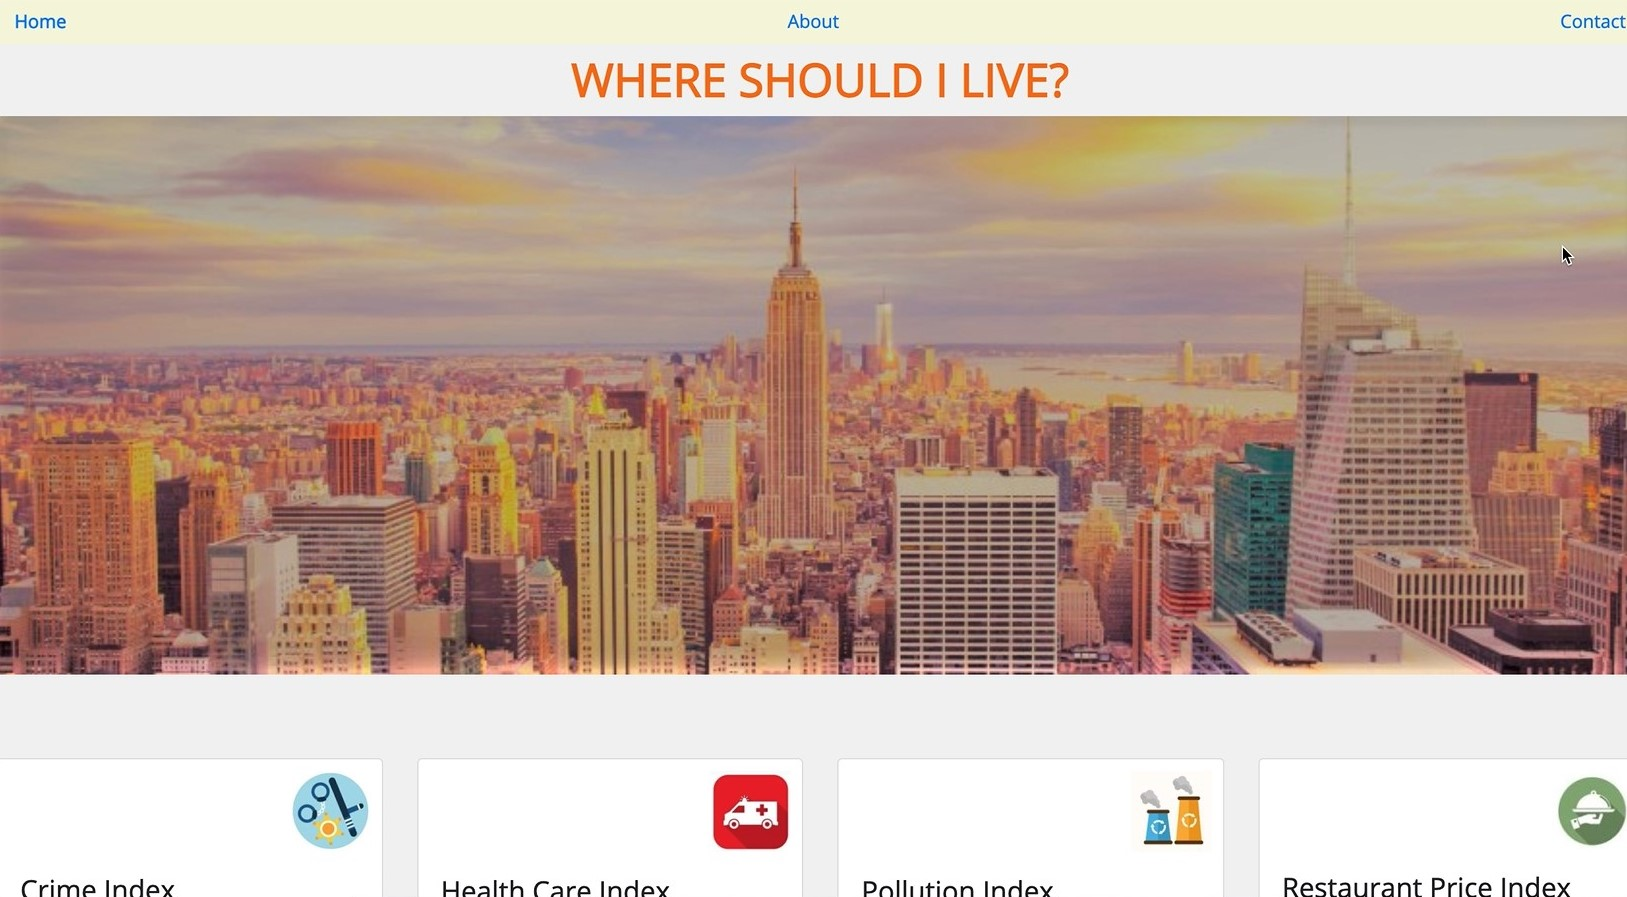 Home About Contact
WHERE SHOULD I LIVE?
Crime Index
Health Care Index
Pollution Index
Restaurant Price Index